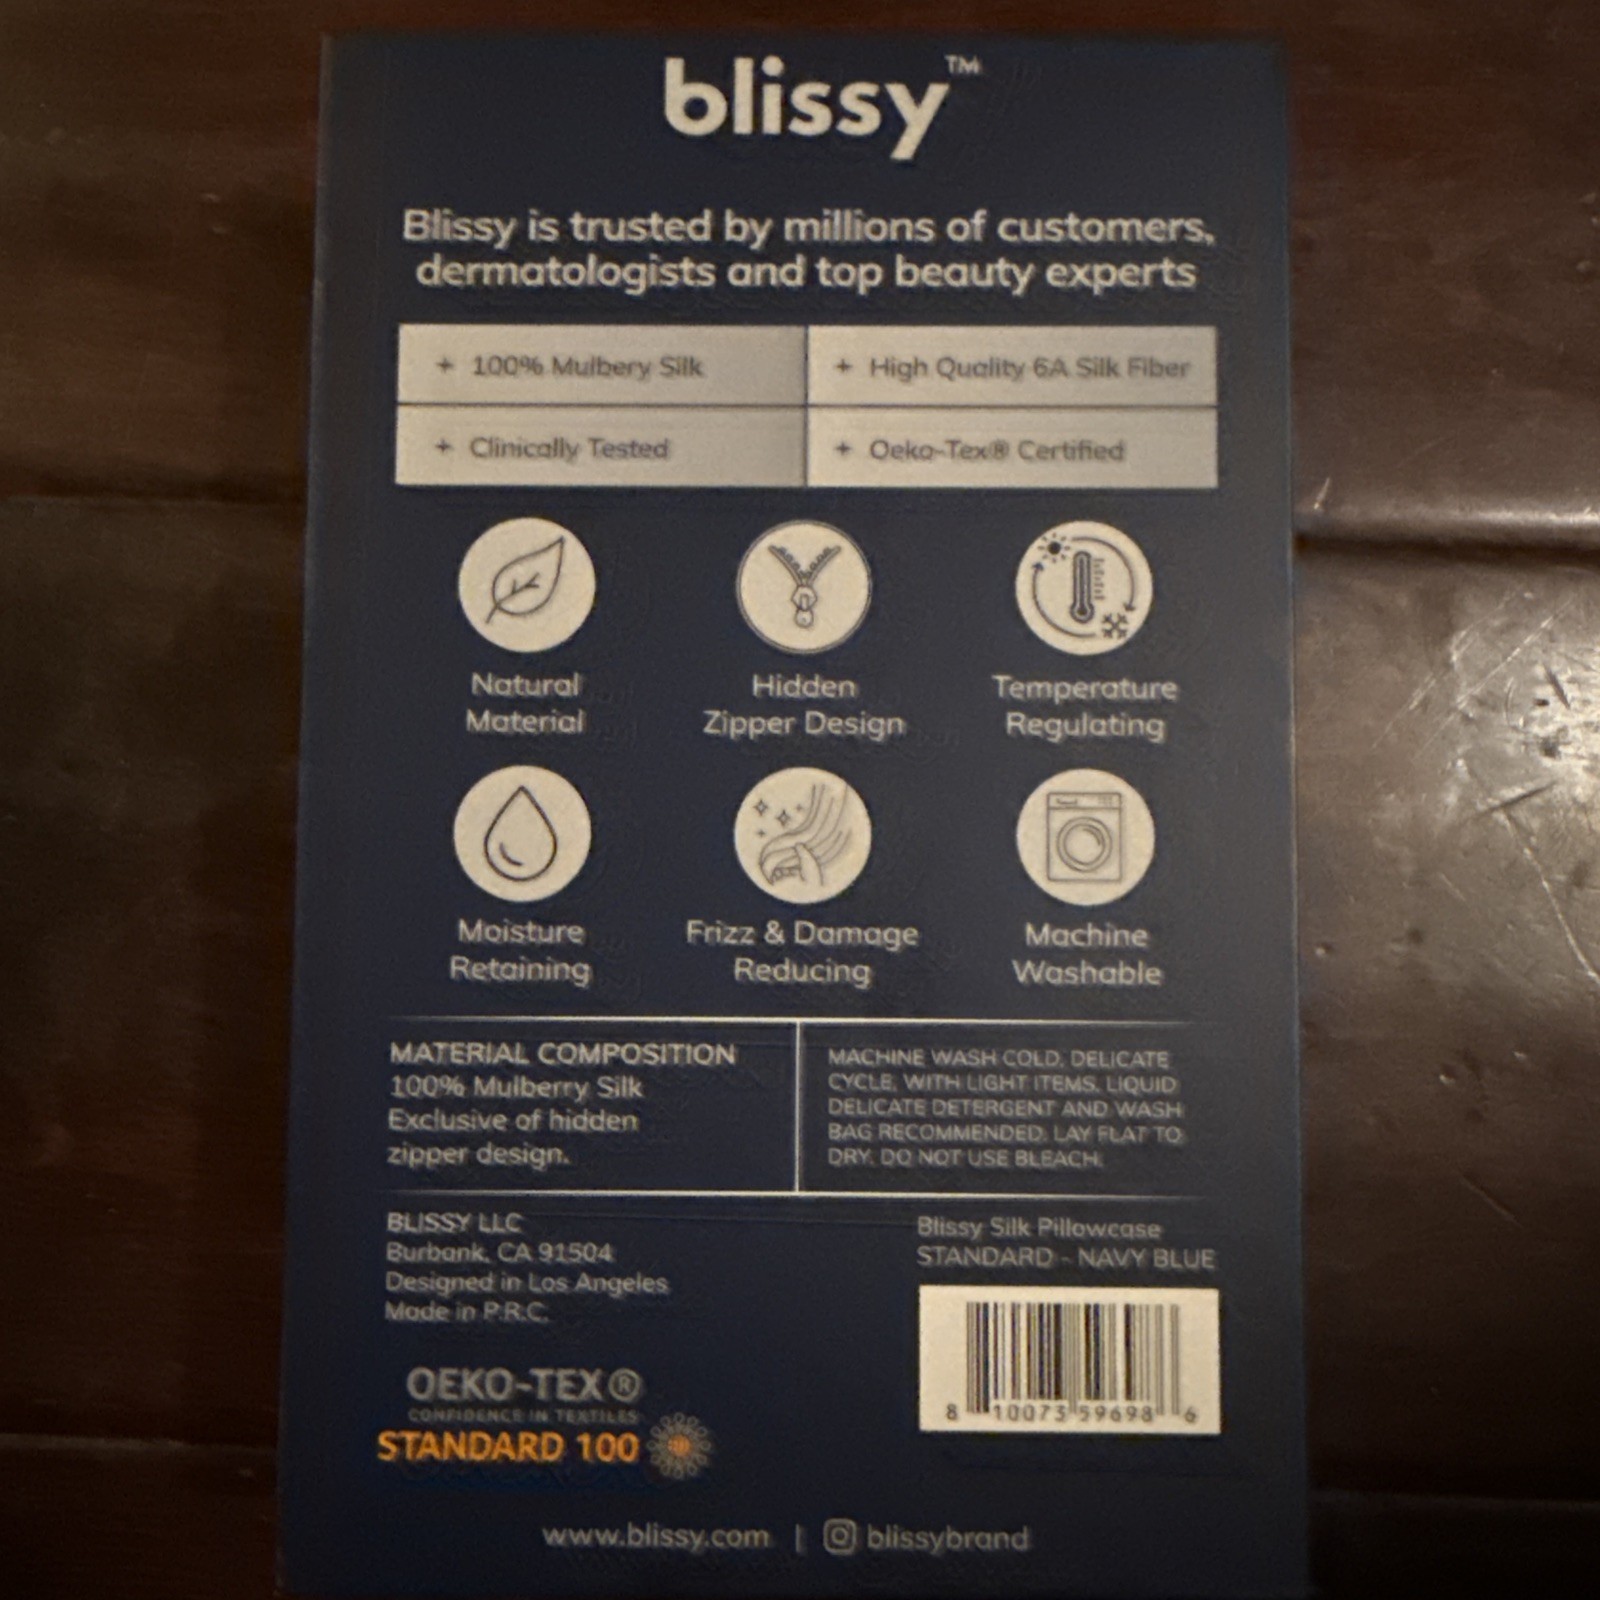 blissy™
Blissy is trusted by millions of customers,
dermatologists and top beauty experts
+ 100% Mulbery Silk
+ High Quality 6A Silk Fiber
+ Clinically Tested
+ Oeko-Tex® Certified
Natural
Material
Hidden
Zipper Design
Temperature
Regulating
Moisture
Retaining
Frizz & Damage
Reducing
Machine
Washable
MATERIAL COMPOSITION
100% Mulberry Silk
Exclusive of hidden
zipper design.
MACHINE WASH COLD. DELICATE
CYCLE, WITH LIGHT ITEMS. LIQUID
DELICATE DETERGENT AND WASH
BAG RECOMMENDED. LAY FLAT TO
DRY. DO NOT USE BLEACH.
BLISSY LLC
Burbank, CA 91504
Designed in Los Angeles
Made in P.R.C.
Blissy Silk Pillowcase
STANDARD - NAVY BLUE
8 10073 59698 6
OEKO-TEX®
CONFIDENCE IN TEXTILES
STANDARD 100
www.blissy.com | blissybrand